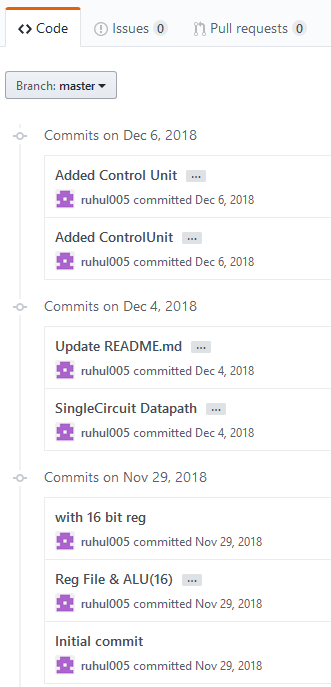 Code Issues 0 Pull requests 0
Branch: master
Commits on Dec 6, 2018
Added Control Unit ...
ruhul005 committed Dec 6, 2018
Added ControlUnit ...
ruhul005 committed Dec 6, 2018
Commits on Dec 4, 2018
Update README.md ...
ruhul005 committed Dec 4, 2018
SingleCircuit Datapath ...
ruhul005 committed Dec 4, 2018
Commits on Nov 29, 2018
with 16 bit reg
ruhul005 committed Nov 29, 2018
Reg File & ALU(16) ...
ruhul005 committed Nov 29, 2018
Initial commit
ruhul005 committed Nov 29, 2018